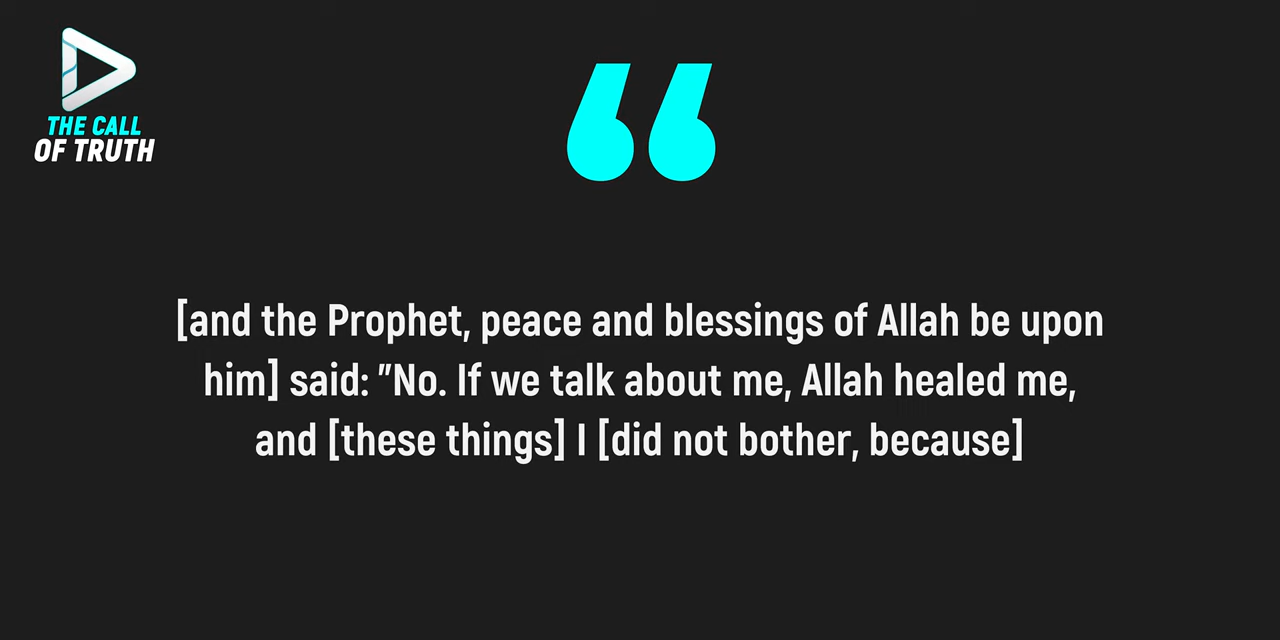 THE CALL
OF TRUTH
“
[and the Prophet, peace and blessings of Allah be upon
him] said: "No. If we talk about me, Allah healed me,
and [these things] I [did not bother, because]